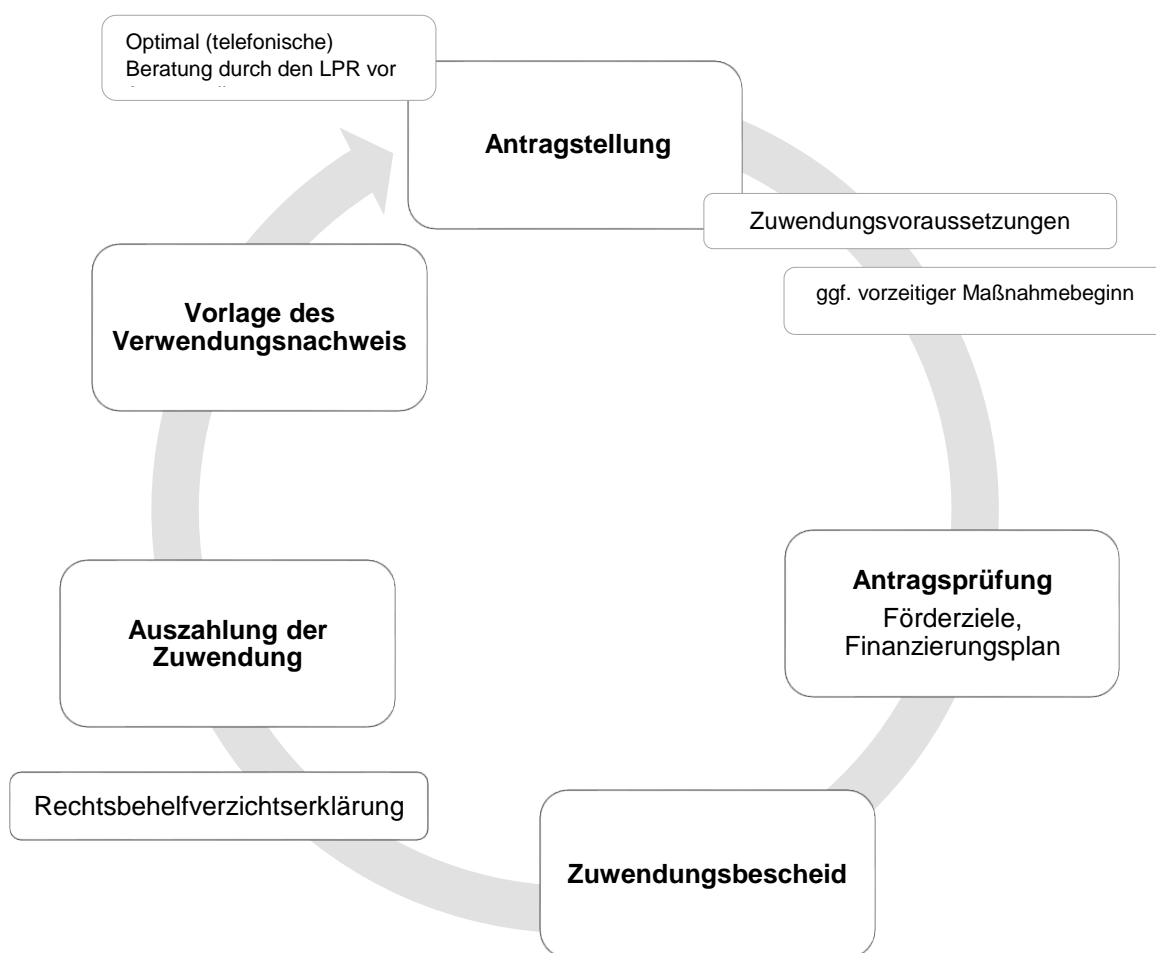 Optimal (telefonische)
Beratung durch den LPR vor
Antragstellung
Zuwendungsvoraussetzungen
ggf. vorzeitiger Maßnahmebeginn
Antragsprüfung
Förderziele,
Finanzierungsplan
Zuwendungsbescheid
Rechtsbehelfverzichtserklärung
Auszahlung der
Zuwendung
Vorlage des
Verwendungsnachweis